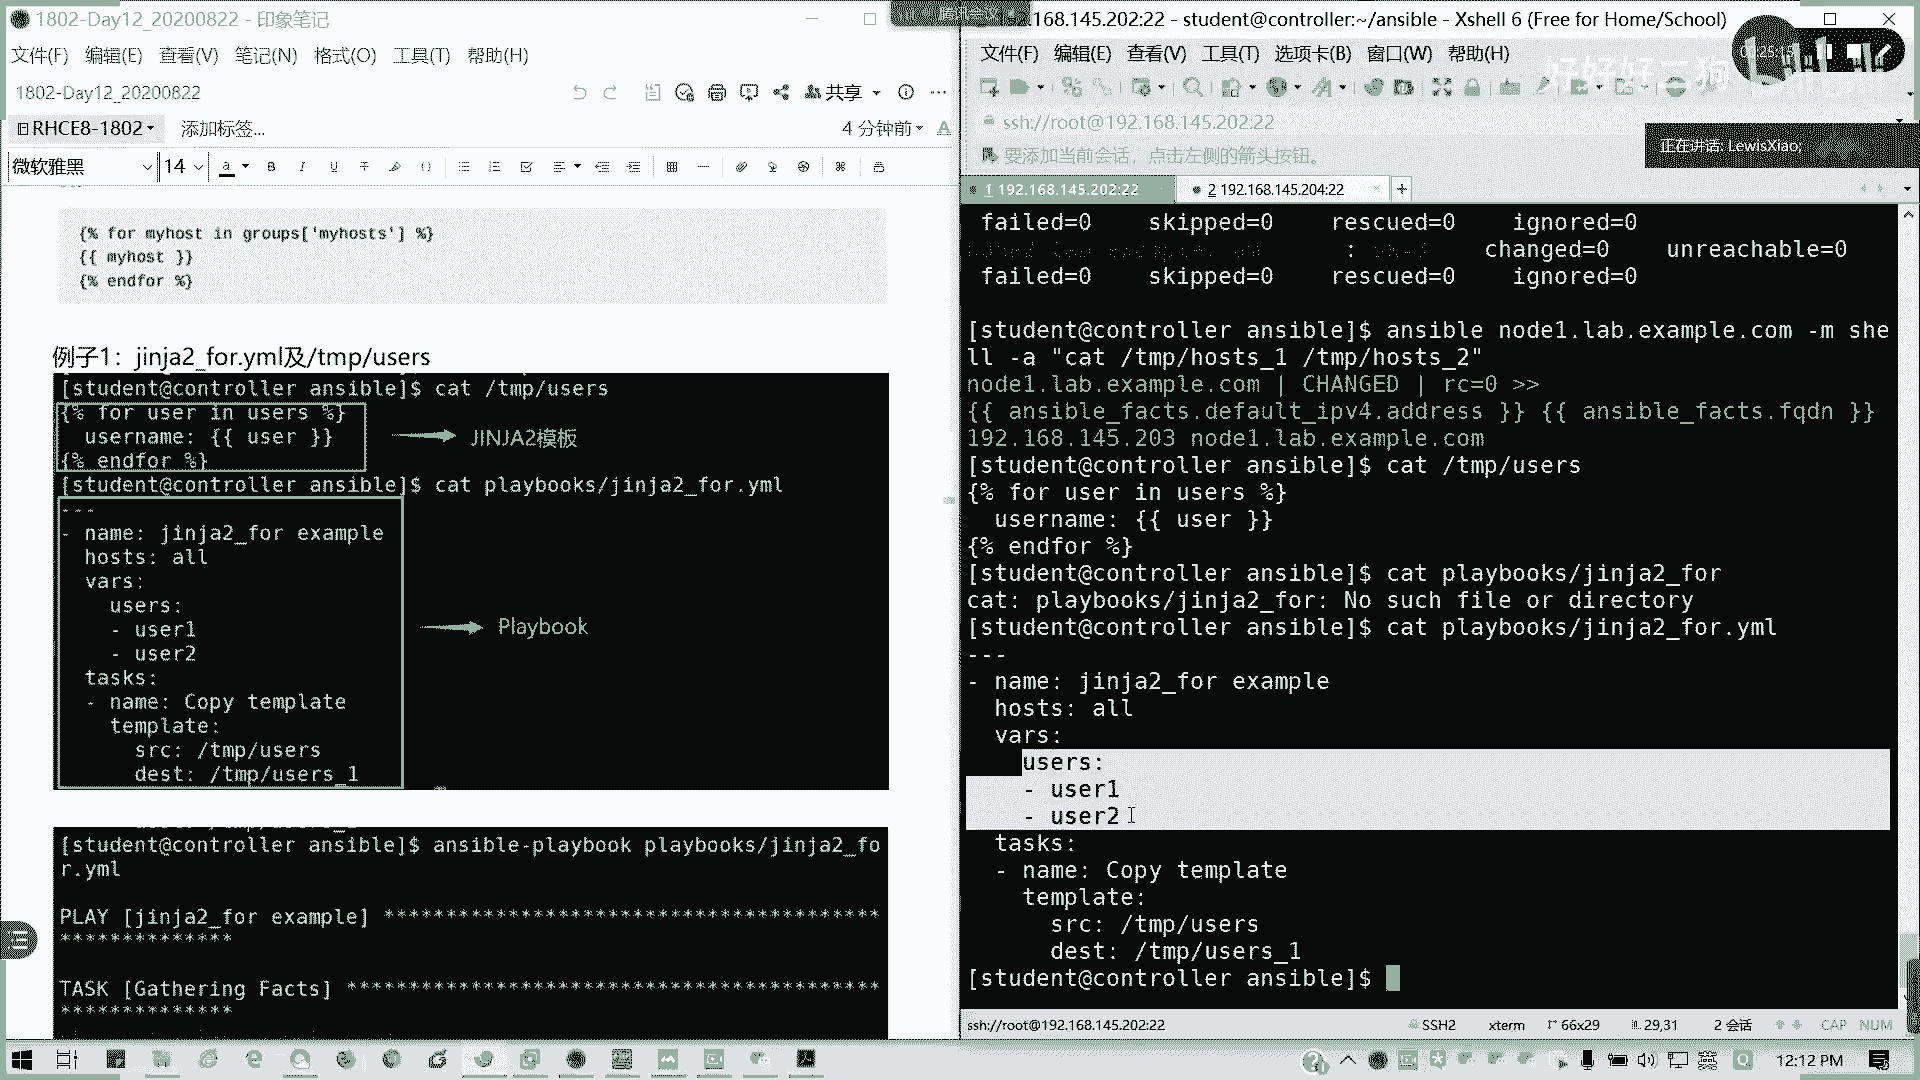 1802-Day12_20200822 - 印象笔记
文件(F) 编辑(E) 查看(V) 笔记(N) 格式(O) 工具(T) 帮助(H)
1802-Day12_20200822
共享
RHCE8-1802
添加标签...
4 分钟前
微软雅黑
14
{% for myhost in groups['myhosts'] %}
{{ myhost }}
{% endfor %}
例子1：jinja2_for.yml及/tmp/users
[student@controller ansible]$ cat /tmp/users
{% for user in users %}
username: {{ user }}
{% endfor %}
JINJA2模板
[student@controller ansible]$ cat playbooks/jinja2_for.yml
---
- name: jinja2_for example
hosts: all
vars:
users:
- user1
- user2
tasks:
- name: Copy template
template:
src: /tmp/users
dest: /tmp/users_1
Playbook
[student@controller ansible]$ ansible-playbook playbooks/jinja2_fo
r.yml
PLAY [jinja2_for example] ****************************************
**************
TASK [Gathering Facts] *******************************************
**************
.168.145.202:22 - student@controller:~/ansible - Xshell 6 (Free for Home/School)
文件(F) 编辑(E) 查看(V) 工具(T) 选项卡(B) 窗口(W) 帮助(H)
好好好二狗
ssh://root@192.168.145.202:22
要添加当前会话，点击左侧的箭头按钮。
正在讲话: LewisXiao;
1 192.168.145.202:22
2 192.168.145.204:22
failed=0 skipped=0 rescued=0 ignored=0
: changed=0 unreachable=0
failed=0 skipped=0 rescued=0 ignored=0
[student@controller ansible]$ ansible node1.lab.example.com -m she
ll -a "cat /tmp/hosts_1 /tmp/hosts_2"
node1.lab.example.com | CHANGED | rc=0 >>
{{ ansible_facts.default_ipv4.address }} {{ ansible_facts.fqdn }}
192.168.145.203 node1.lab.example.com
[student@controller ansible]$ cat /tmp/users
{% for user in users %}
username: {{ user }}
{% endfor %}
[student@controller ansible]$ cat playbooks/jinja2_for
cat: playbooks/jinja2_for: No such file or directory
[student@controller ansible]$ cat playbooks/jinja2_for.yml
---
- name: jinja2_for example
hosts: all
vars:
users:
- user1
- user2
tasks:
- name: Copy template
template:
src: /tmp/users
dest: /tmp/users_1
[student@controller ansible]$
ssh://root@192.168.145.202:22
SSH2
xterm
66x29
29,31
2 会话
CAP NUM
12:12 PM